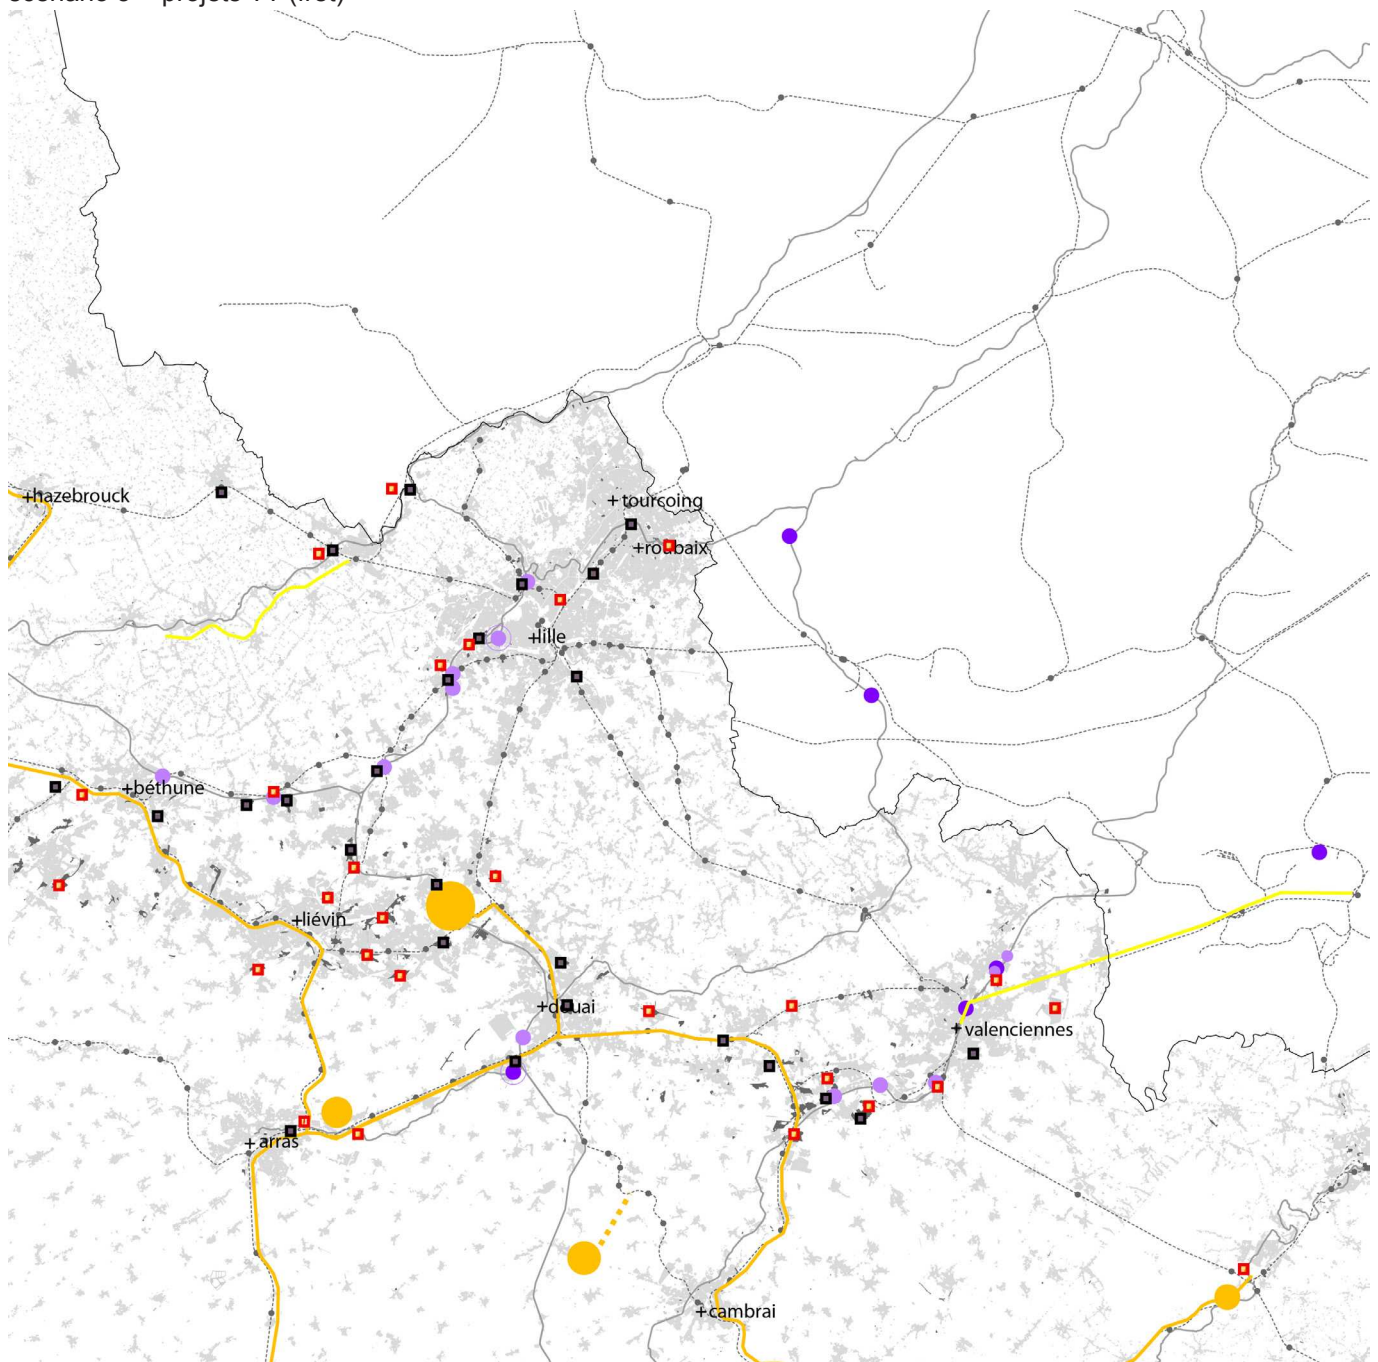 +hazebrouck
+tourcoing
+roubaix
+lille
+béthune
+liévin
+douai
+valenciennes
+arras
+cambrai